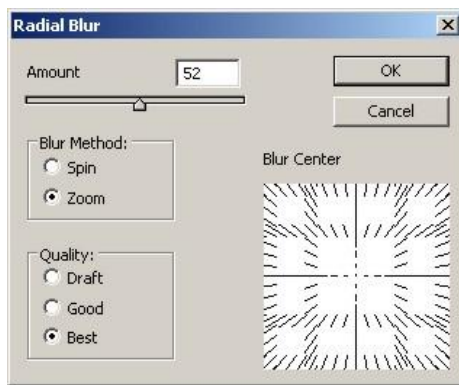 Radial Blur
Amount 52
OK
Cancel
Blur Method:
Spin
Zoom
Blur Center
Quality:
Draft
Good
Best